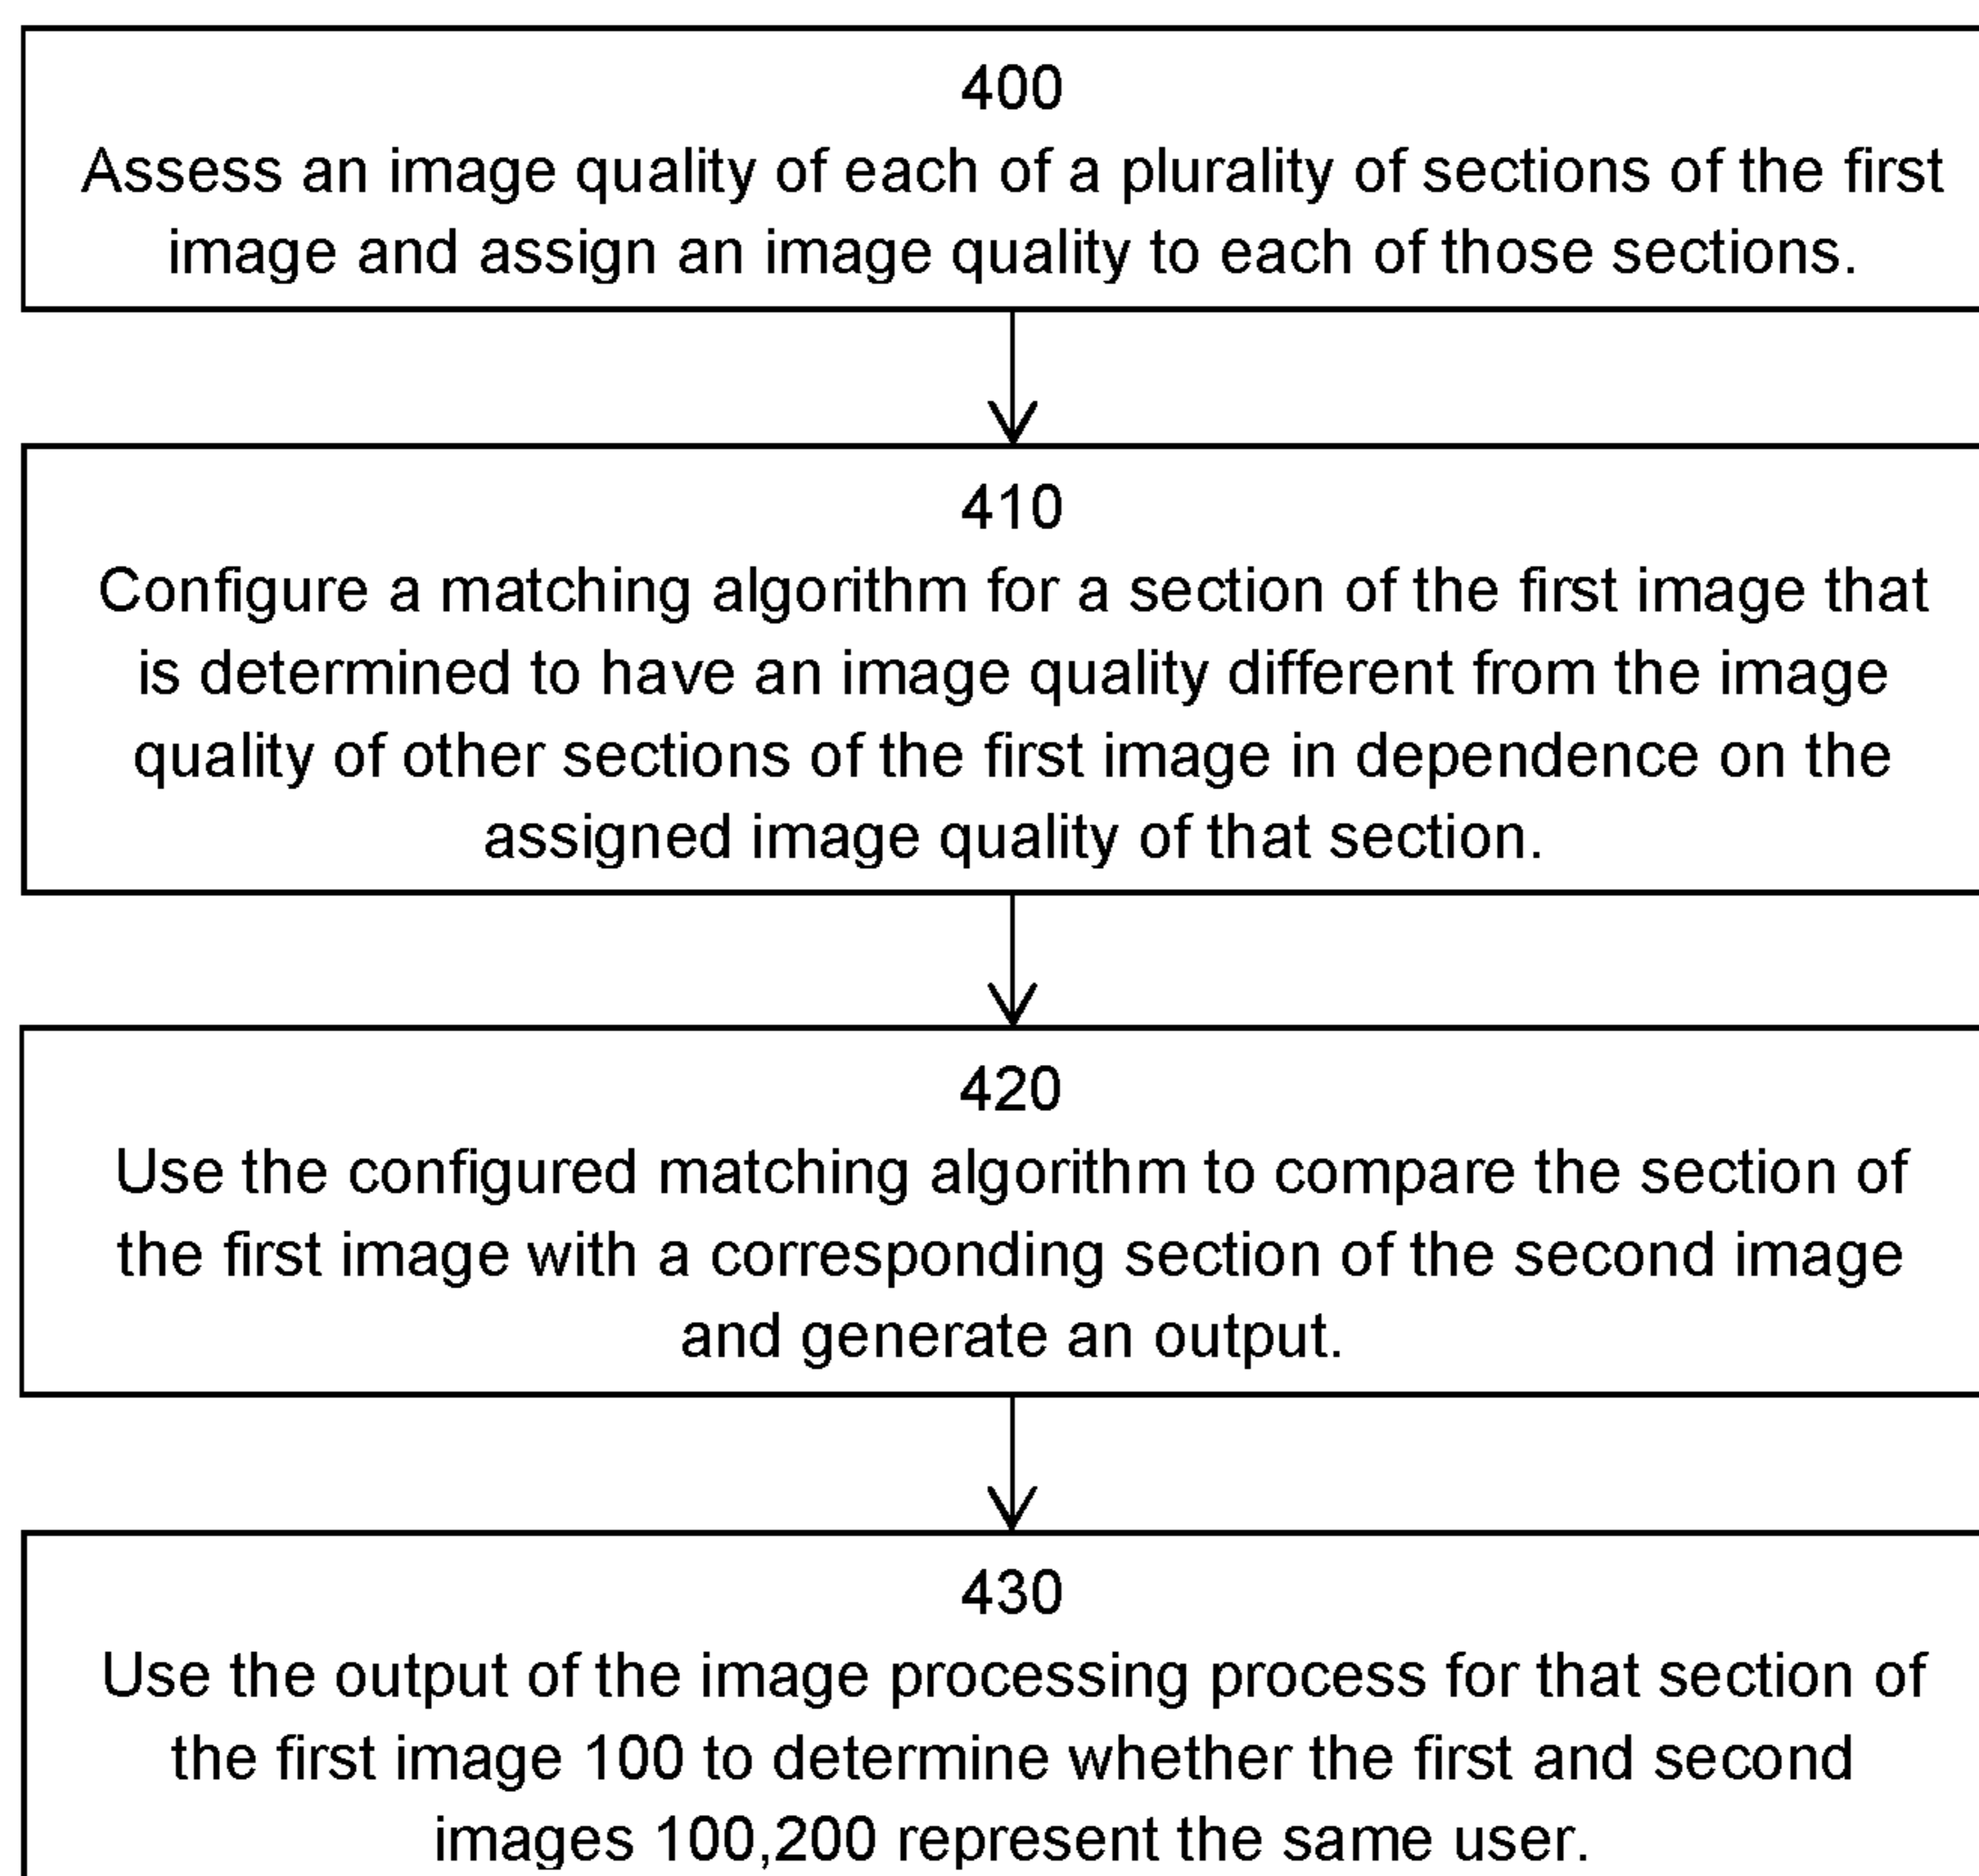 400
Assess an image quality of each of a plurality of sections of the first
image and assign an image quality to each of those sections.
410
Configure a matching algorithm for a section of the first image that
is determined to have an image quality different from the image
quality of other sections of the first image in dependence on the
assigned image quality of that section.
420
Use the configured matching algorithm to compare the section of
the first image with a corresponding section of the second image
and generate an output.
430
Use the output of the image processing process for that section of
the first image 100 to determine whether the first and second
images 100,200 represent the same user.